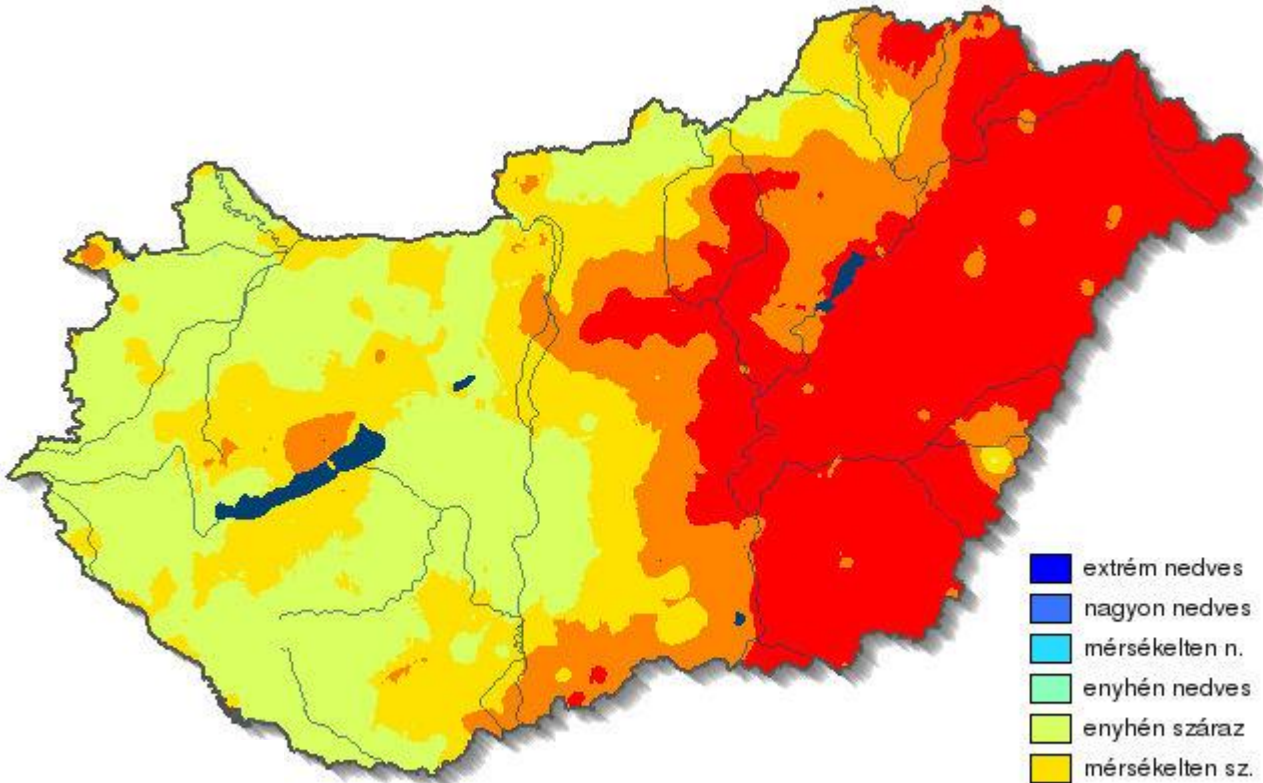 extrém nedves
nagyon nedves
mérsékelten n.
enyhén nedves
enyhén száraz
mérsékelten sz.